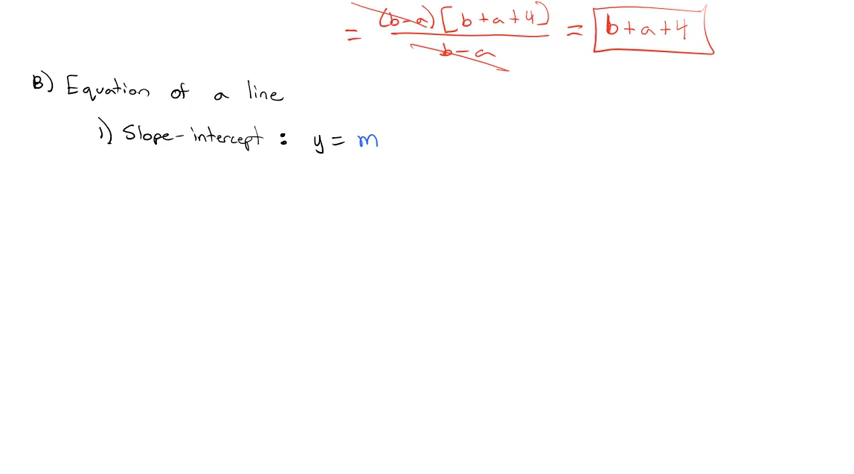 = (b-a)[b+a+4] / b-a = b+a+4
B) Equation of a line
1) Slope-intercept : y = m